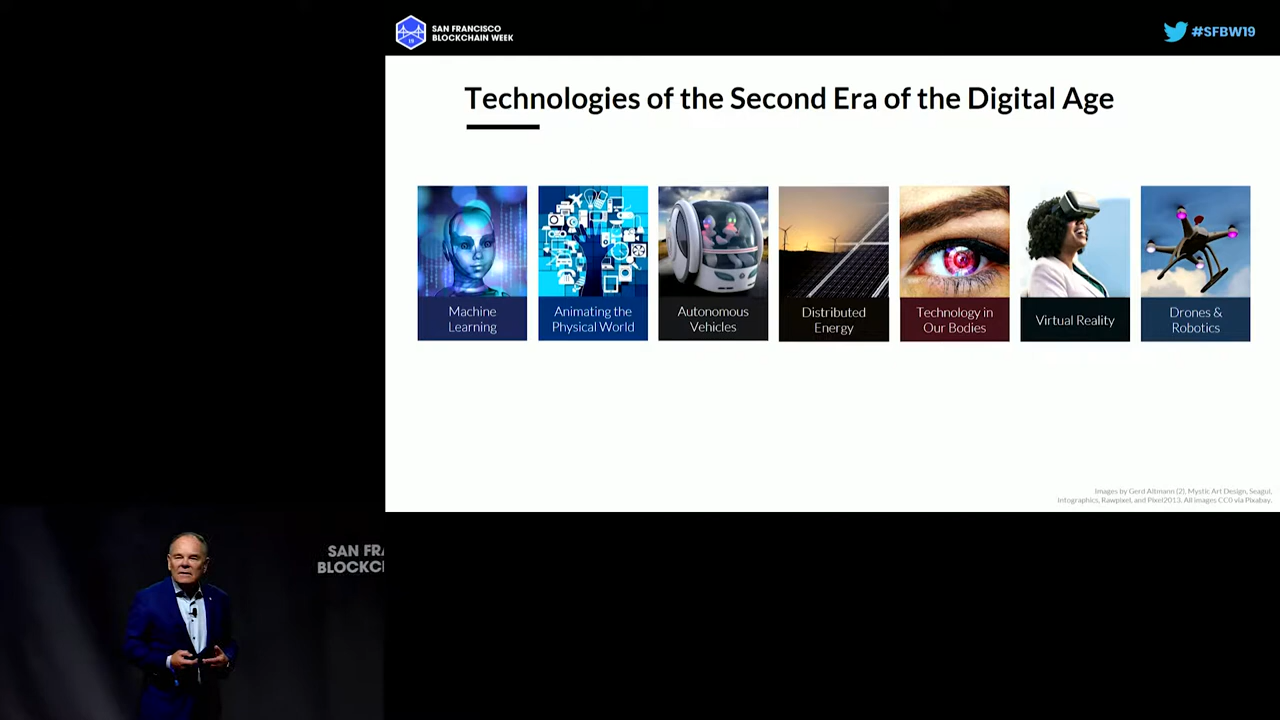 SAN FRANCISCO
BLOCKCHAIN WEEK
19
#SFBW19
Technologies of the Second Era of the Digital Age
Machine
Learning
Animating the
Physical World
Autonomous
Vehicles
Distributed
Energy
Technology in
Our Bodies
Virtual Reality
Drones &
Robotics
Images by Gerd Altmann (2), Mystic Art Design, Seagul,
Infographics, Rawpixel, and Pixel2013. All images CC0 via Pixabay.
SAN FRA
BLOCKC